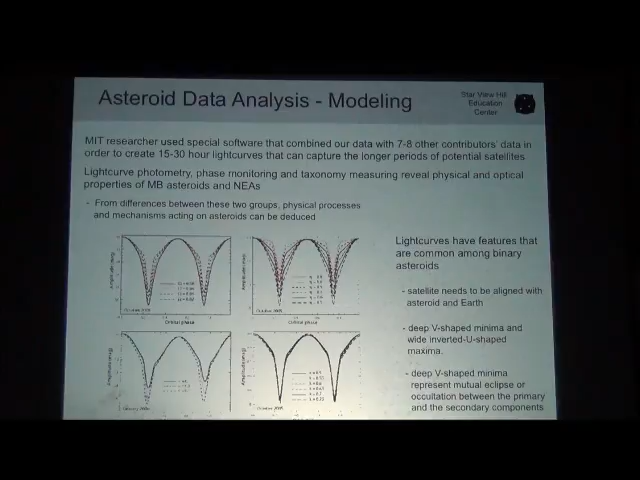 Asteroid Data Analysis - Modeling
Star View Hill
Education
Center
MIT researcher used special software that combined our data with 7-8 other contributors' data in
order to create 15-30 hour lightcurves that can capture the longer periods of potential satellites
Lightcurve photometry, phase monitoring and taxonomy measuring reveal physical and optical
properties of MB asteroids and NEAs
- From differences between these two groups, physical processes
and mechanisms acting on asteroids can be deduced
Orbital phase
Orbital phase
Lightcurves have features that
are common among binary
asteroids
- satellite needs to be aligned with
asteroid and Earth
- deep V-shaped minima and
wide inverted-U-shaped
maxima.
- deep V-shaped minima
represent mutual eclipse or
occultation between the primary
and the secondary components